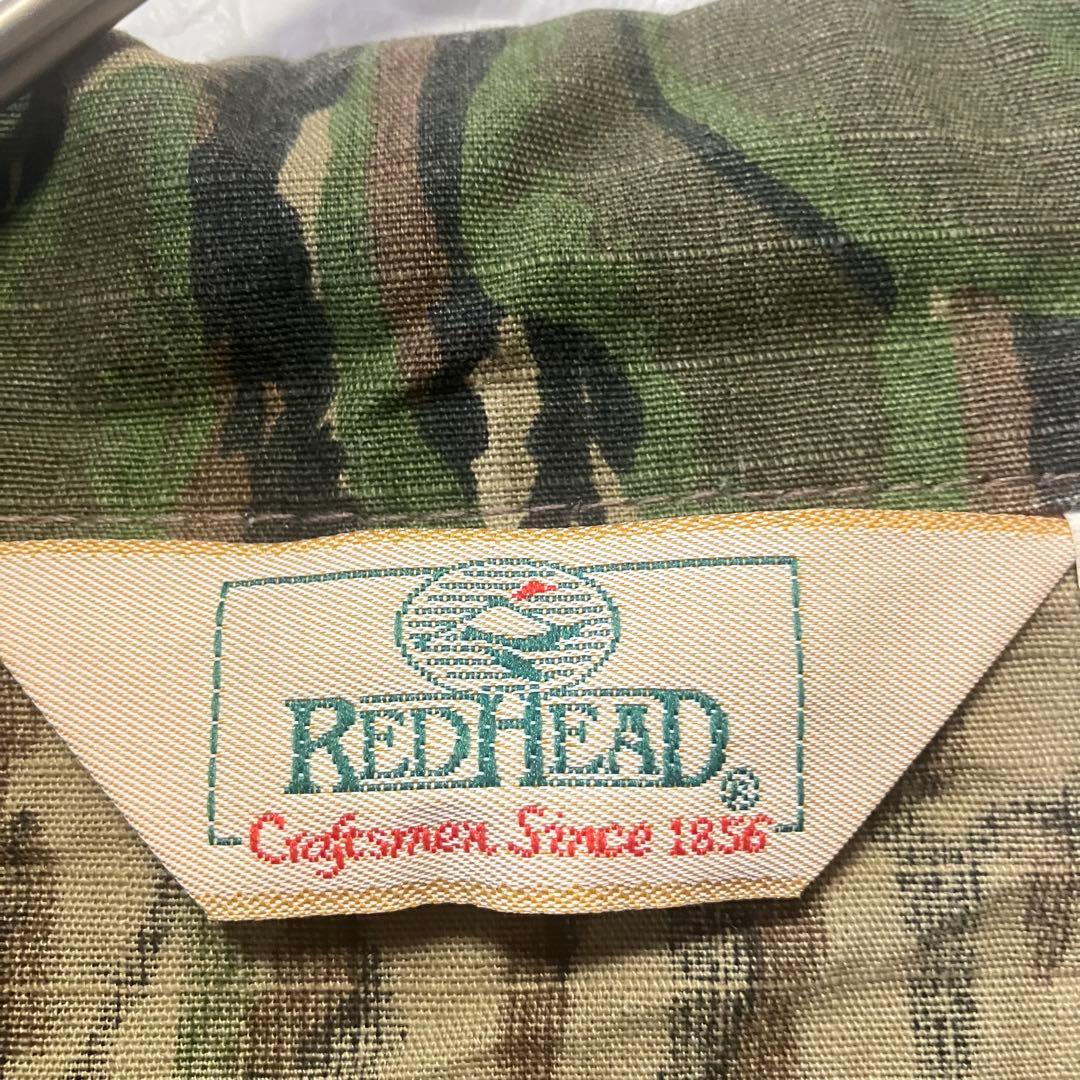 REDHEAD®
Craftsmen Since 1856